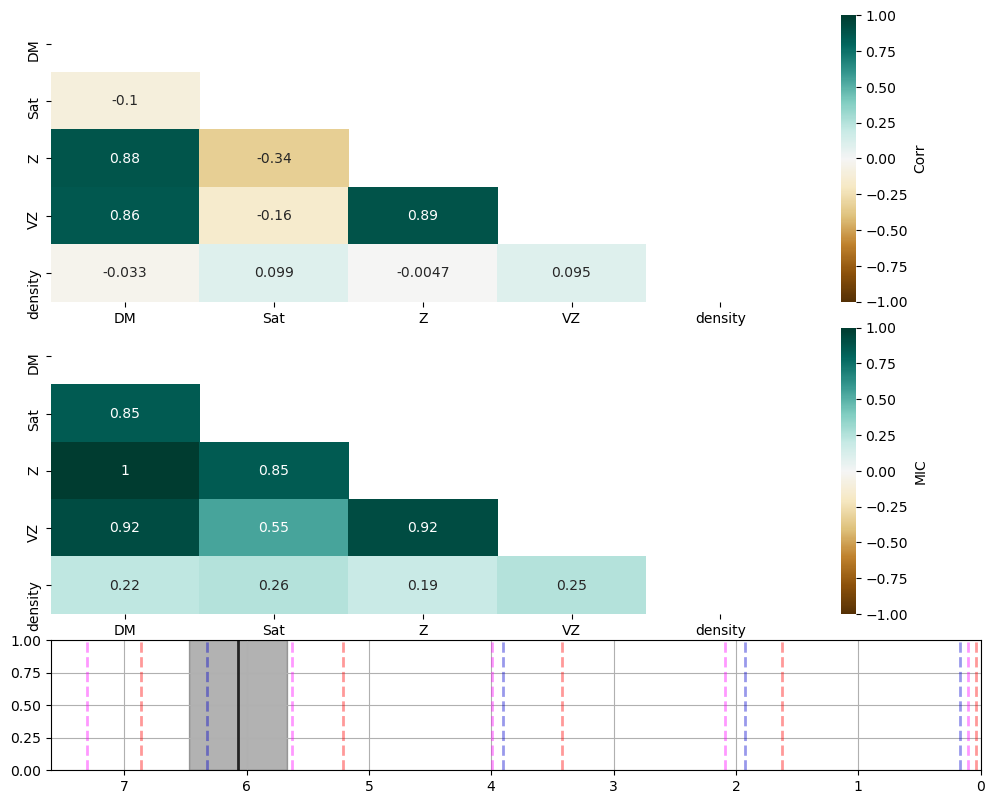 1.00
DM
0.75
Sat
-0.1
0.50
0.25
Z
0.88
-0.34
0.00
Corr
−0.25
VZ
0.86
-0.16
0.89
−0.50
density
-0.033
0.099
-0.0047
0.095
−0.75
−1.00
DM Sat Z VZ density
1.00
DM
0.75
Sat
0.85
0.50
0.25
Z
1
0.85
0.00
MIC
−0.25
VZ
0.92
0.55
0.92
−0.50
density
0.22
0.26
0.19
0.25
−0.75
−1.00
DM Sat Z VZ density
1.00
0.75
0.50
0.25
0.00
7 6 5 4 3 2 1 0